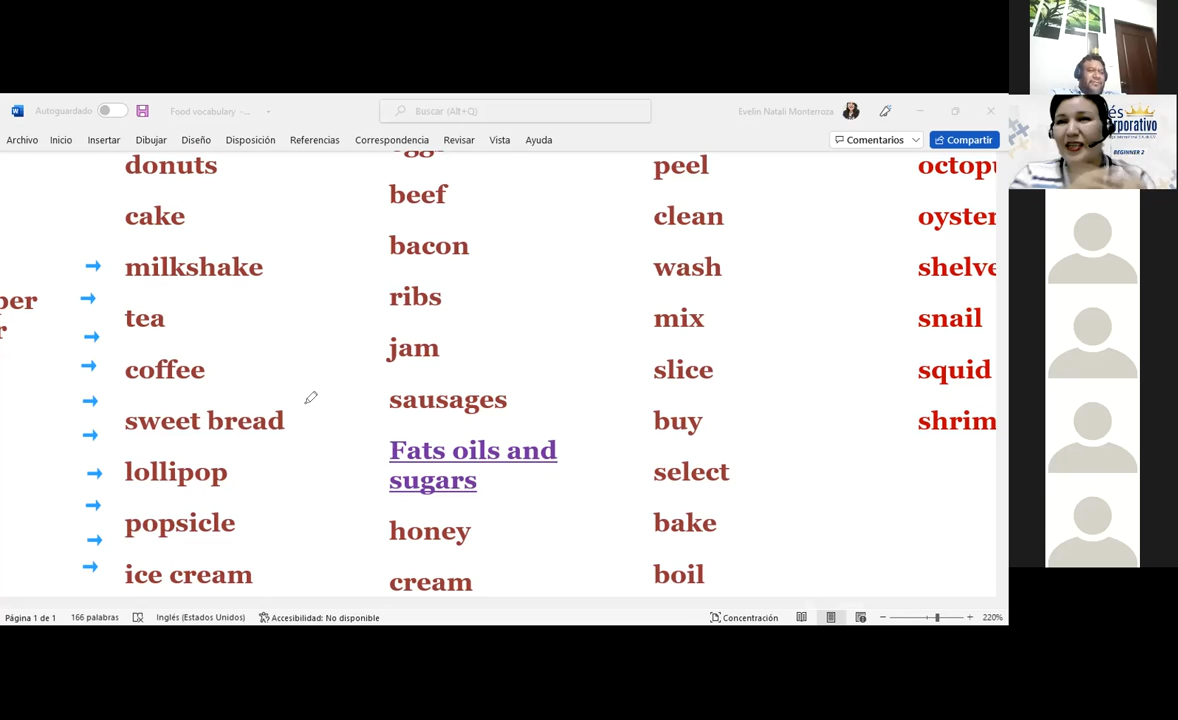 Autoguardado
Food vocabulary -...
Buscar (Alt+Q)
Evelin Natali Monterroza
Archivo Inicio Insertar Dibujar Diseño Disposición Referencias Correspondencia Revisar Vista Ayuda
Comentarios
Compartir
donuts
cake
milkshake
tea
coffee
sweet bread
lollipop
popsicle
ice cream
beef
bacon
ribs
jam
sausages
Fats oils and
sugars
honey
cream
peel
clean
wash
mix
slice
buy
select
bake
boil
octopu
oyster
shelve
snail
squid
shrim
Página 1 de 1 166 palabras Inglés (Estados Unidos) Accesibilidad: No disponible
Concentración
220%
BEGINNER 2